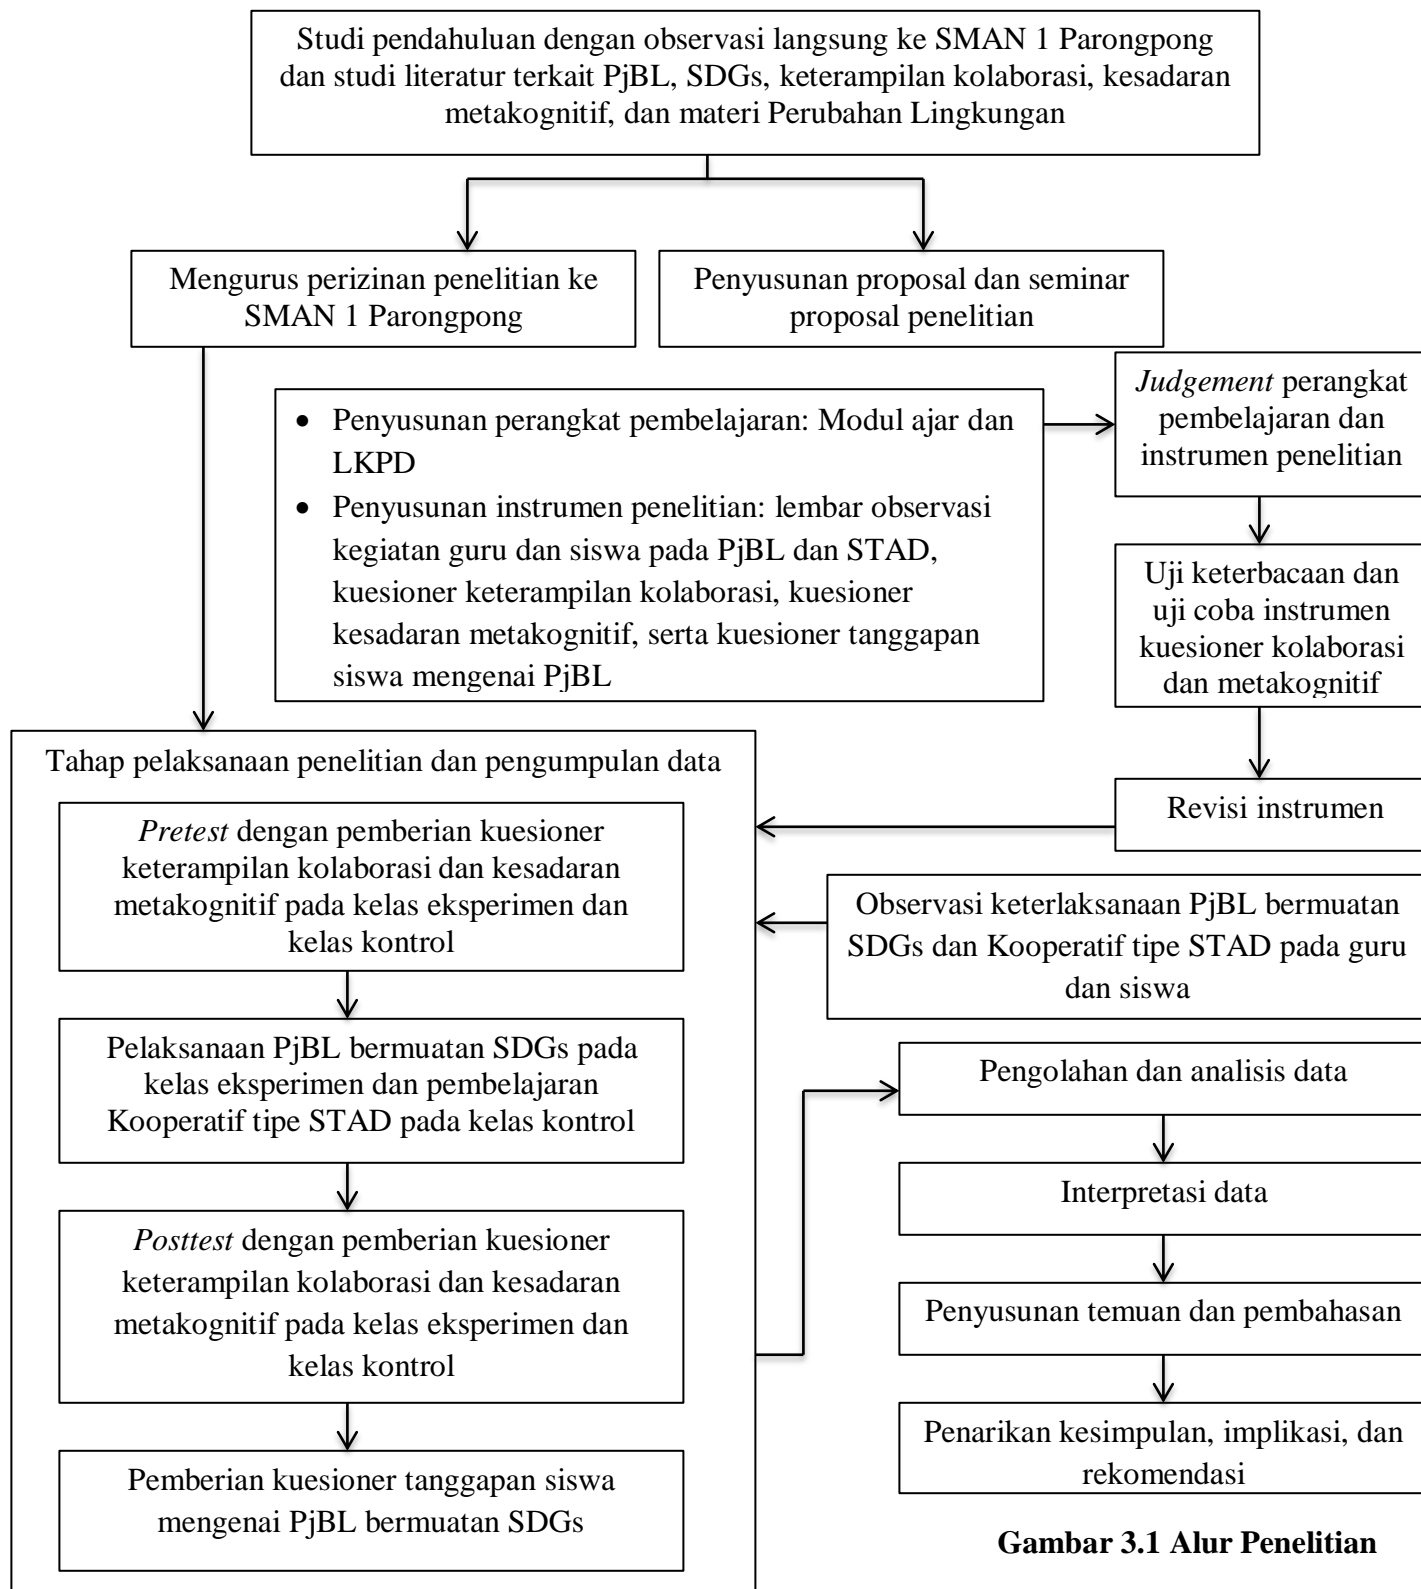 Studi pendahuluan dengan observasi langsung ke SMAN 1 Parongpong
dan studi literatur terkait PjBL, SDGs, keterampilan kolaborasi, kesadaran
metakognitif, dan materi Perubahan Lingkungan
Mengurus perizinan penelitian ke
SMAN 1 Parongpong
Penyusunan proposal dan seminar
proposal penelitian
• Penyusunan perangkat pembelajaran: Modul ajar dan
LKPD
• Penyusunan instrumen penelitian: lembar observasi
kegiatan guru dan siswa pada PjBL dan STAD,
kuesioner keterampilan kolaborasi, kuesioner
kesadaran metakognitif, serta kuesioner tanggapan
siswa mengenai PjBL
Judgement perangkat
pembelajaran dan
instrumen penelitian
Uji keterbacaan dan
uji coba instrumen
kuesioner kolaborasi
dan metakognitif
Revisi instrumen
Tahap pelaksanaan penelitian dan pengumpulan data
Pretest dengan pemberian kuesioner
keterampilan kolaborasi dan kesadaran
metakognitif pada kelas eksperimen dan
kelas kontrol
Pelaksanaan PjBL bermuatan SDGs pada
kelas eksperimen dan pembelajaran
Kooperatif tipe STAD pada kelas kontrol
Posttest dengan pemberian kuesioner
keterampilan kolaborasi dan kesadaran
metakognitif pada kelas eksperimen dan
kelas kontrol
Pemberian kuesioner tanggapan siswa
mengenai PjBL bermuatan SDGs
Observasi keterlaksanaan PjBL bermuatan
SDGs dan Kooperatif tipe STAD pada guru
dan siswa
Pengolahan dan analisis data
Interpretasi data
Penyusunan temuan dan pembahasan
Penarikan kesimpulan, implikasi, dan
rekomendasi
Gambar 3.1 Alur Penelitian